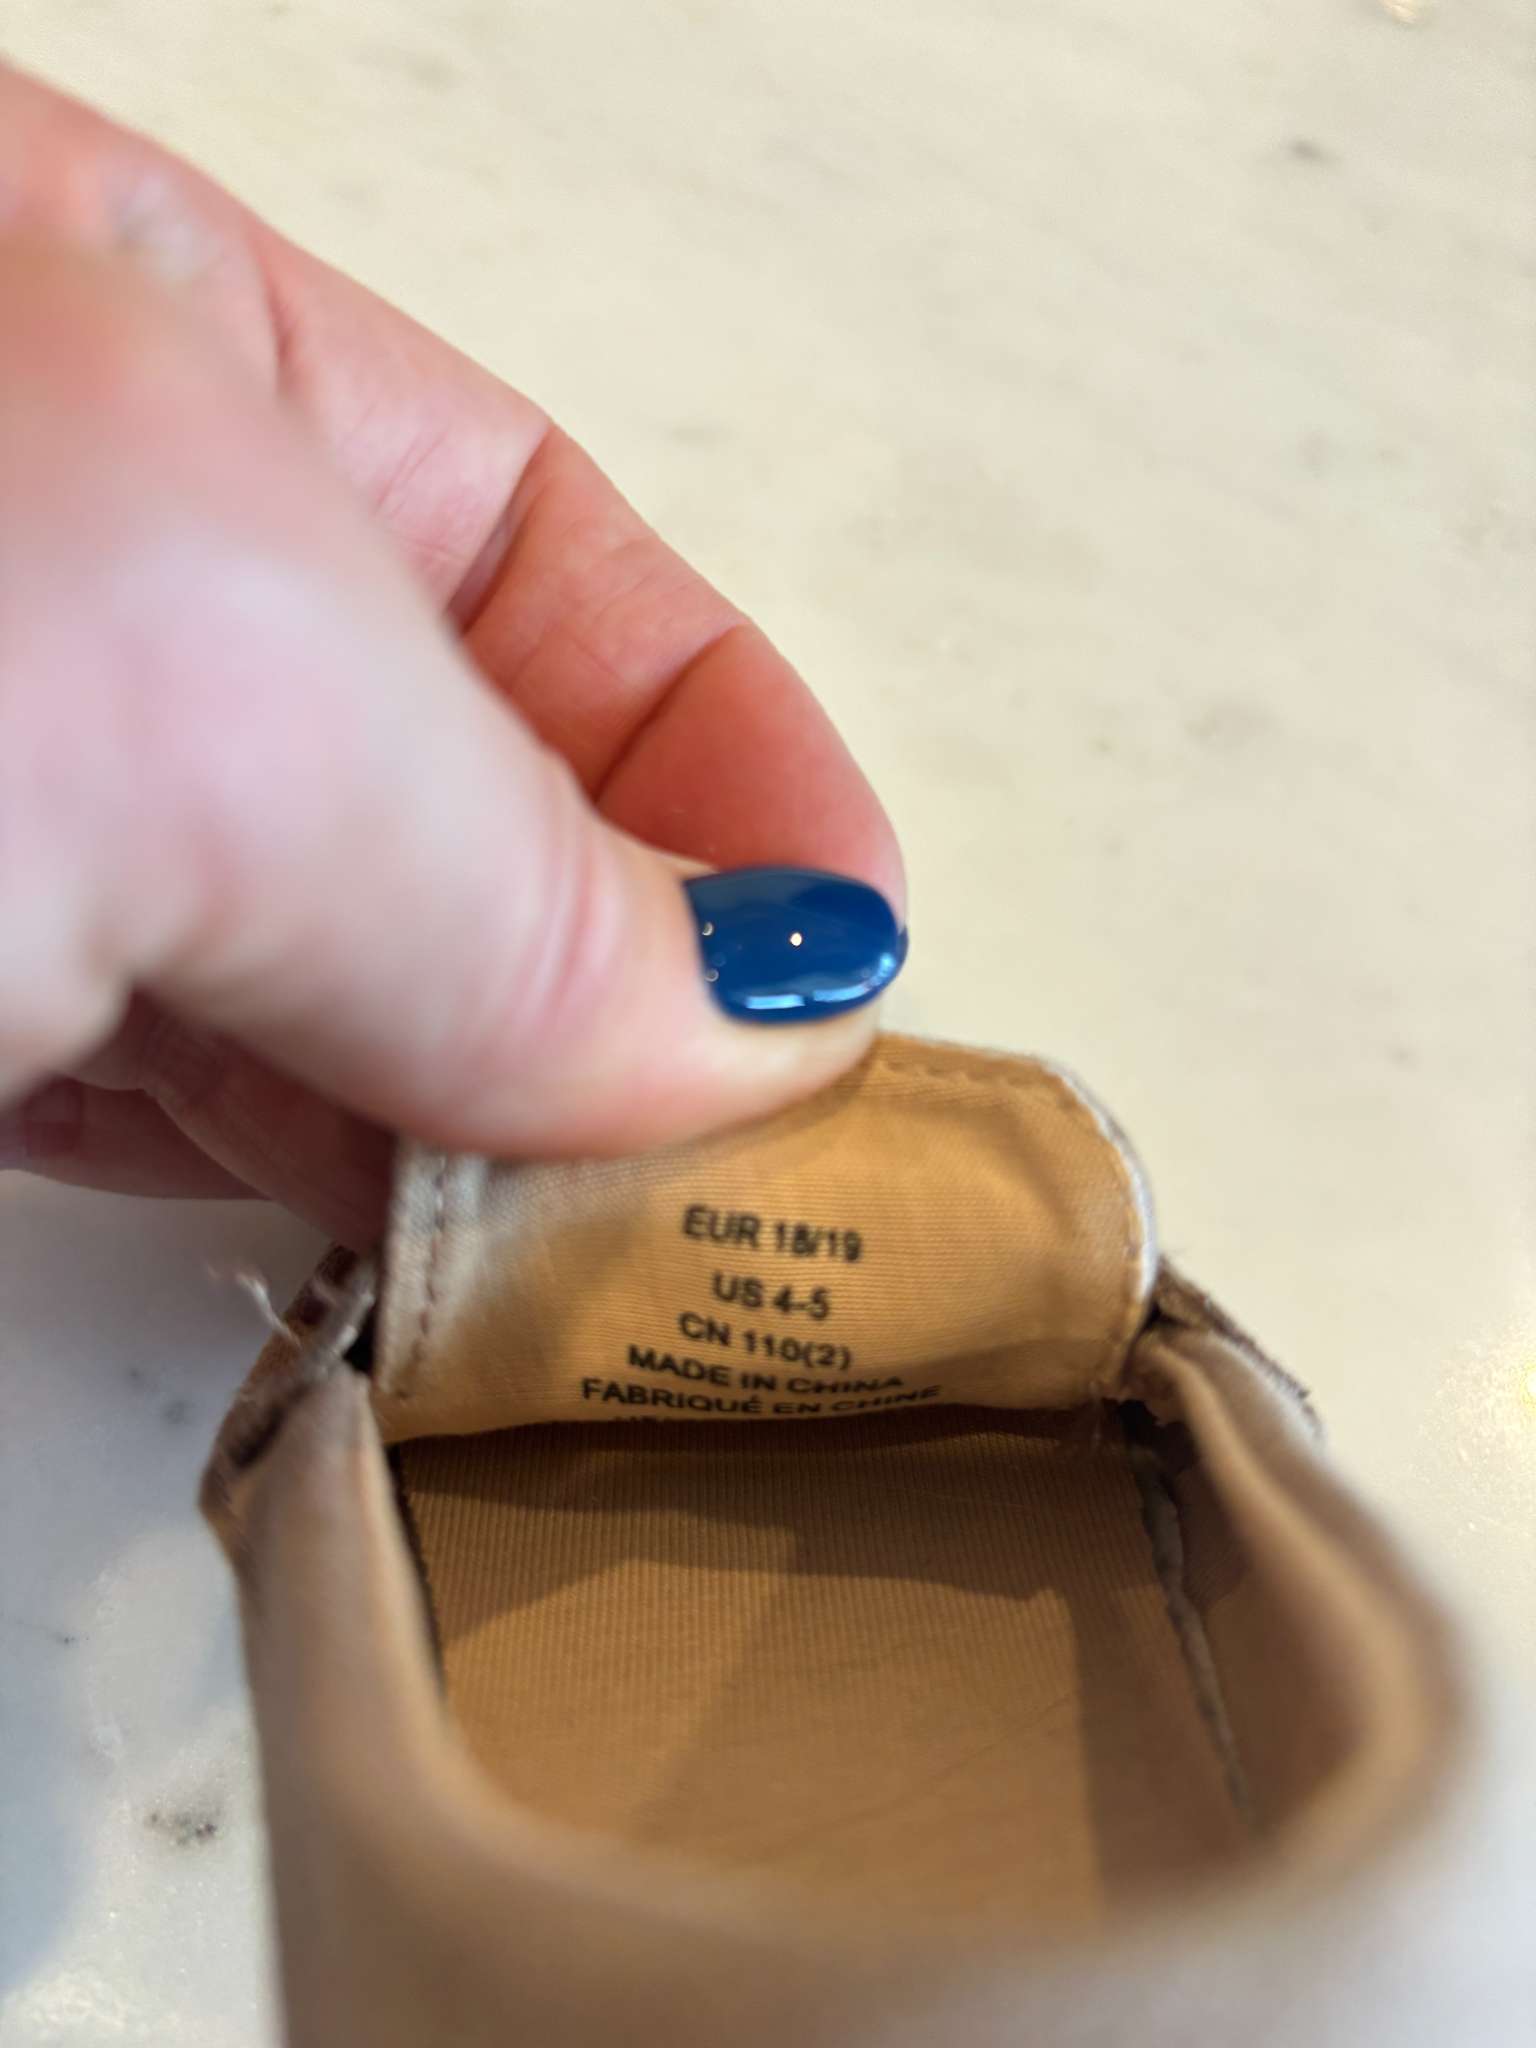 EUR 18/19
US 4-5
CN 110(2)
MADE IN CHINA
FABRIQUÉ EN CHINE